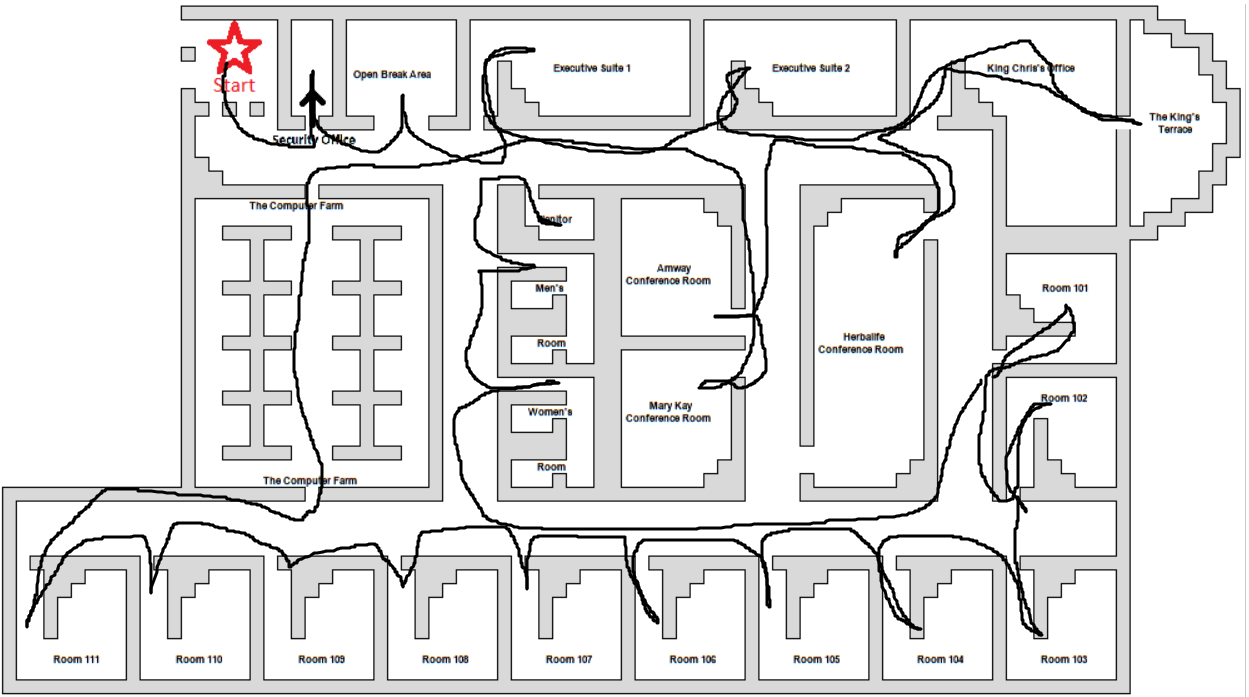 Start
Security Office
Open Break Area
Executive Suite 1
Executive Suite 2
King Chris's Office
The King's
Terrace
The Computer Farm
Janitor
Amway
Conference Room
Men's
Room
Room 101
Herbalife
Conference Room
Mary Kay
Conference Room
Women's
Room
Room 102
The Computer Farm
Room 111
Room 110
Room 109
Room 108
Room 107
Room 106
Room 105
Room 104
Room 103